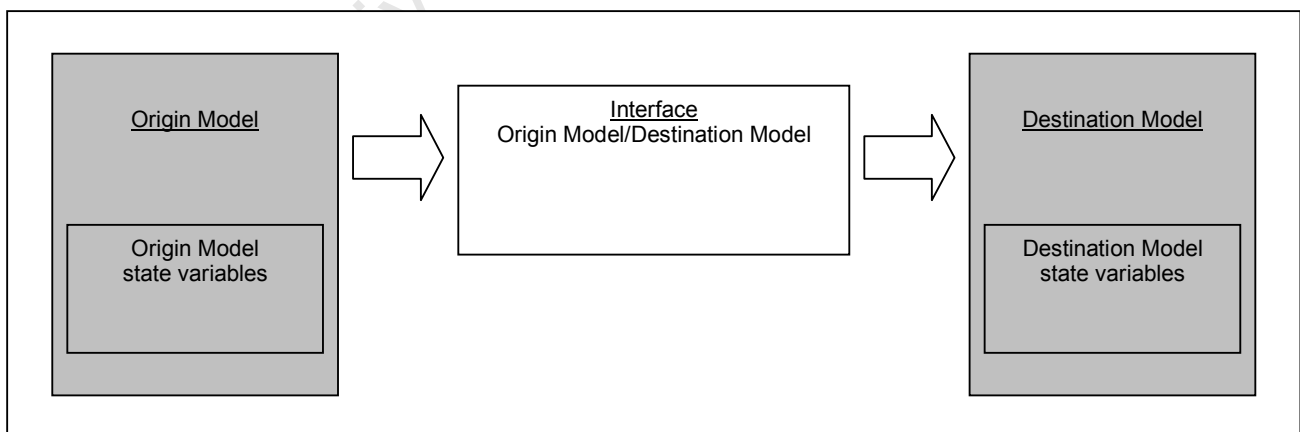 Origin Model
Origin Model
state variables
Interface
Origin Model/Destination Model
Destination Model
Destination Model
state variables